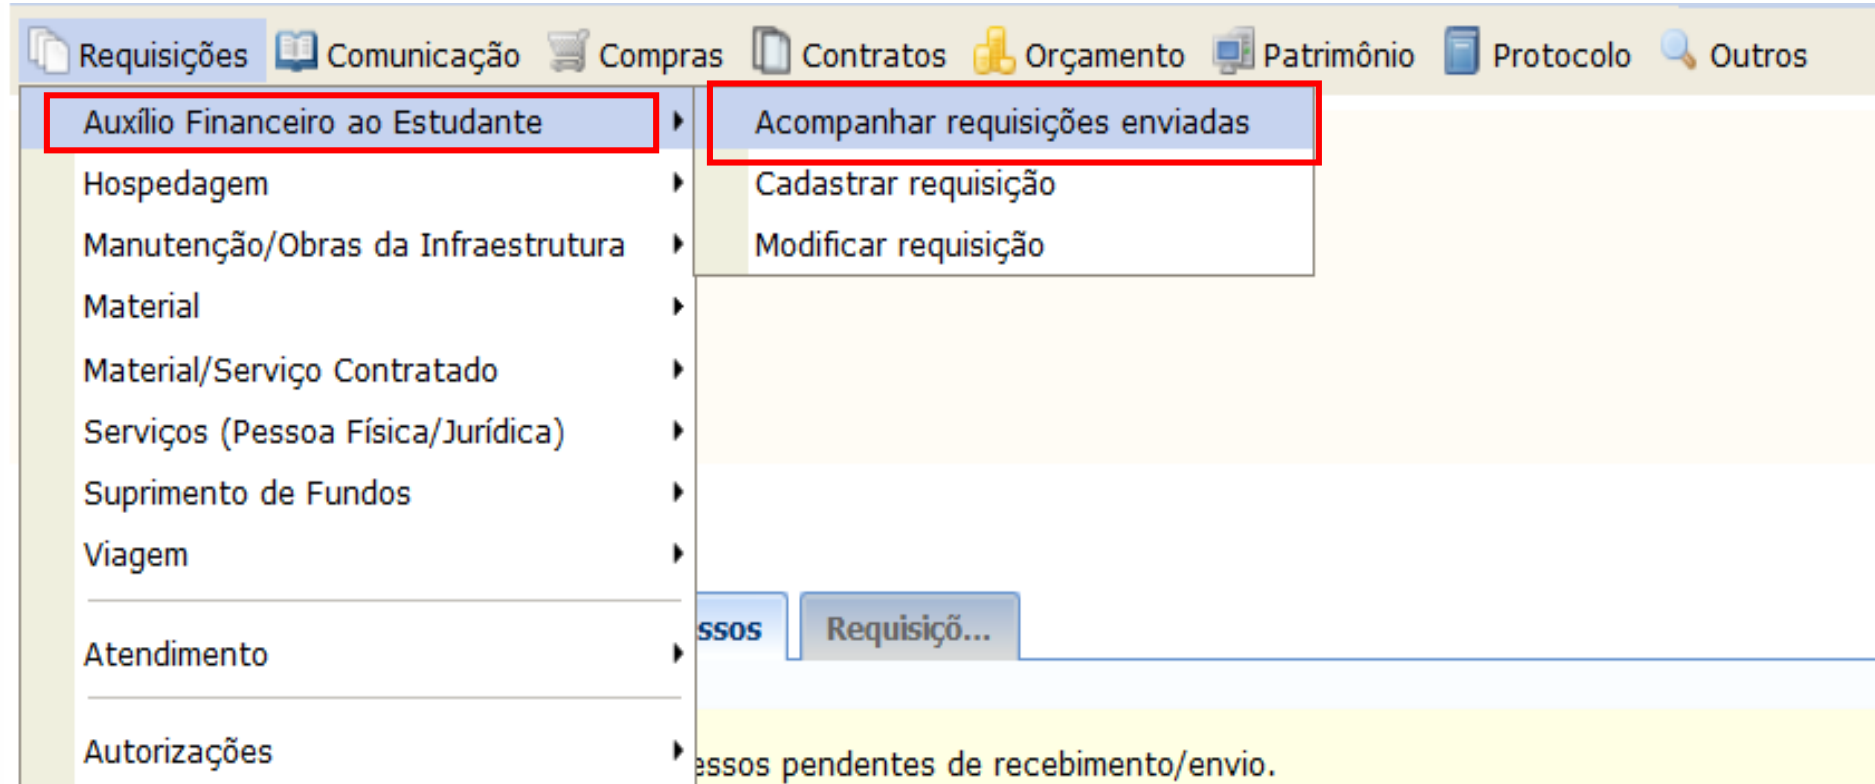 Requisições Comunicação Compras Contratos Orçamento Patrimônio Protocolo Outros
Auxílio Financeiro ao Estudante
Hospedagem
Manutenção/Obras da Infraestrutura
Material
Material/Serviço Contratado
Serviços (Pessoa Física/Jurídica)
Suprimento de Fundos
Viagem
Atendimento
Autorizações
Acompanhar requisições enviadas
Cadastrar requisição
Modificar requisição
ssos Requisiçõ...
essos pendentes de recebimento/envio.